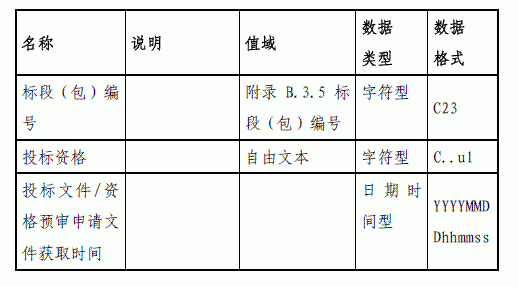 名称 说明 值域 数据类型 数据格式
标段（包）编号 附录 B.3.5 标段（包）编号 字符型 C23
投标资格 自由文本 字符型 C..ul
投标文件/资格预审申请文件获取时间 日期时间型 YYYYMMDDhhmmss